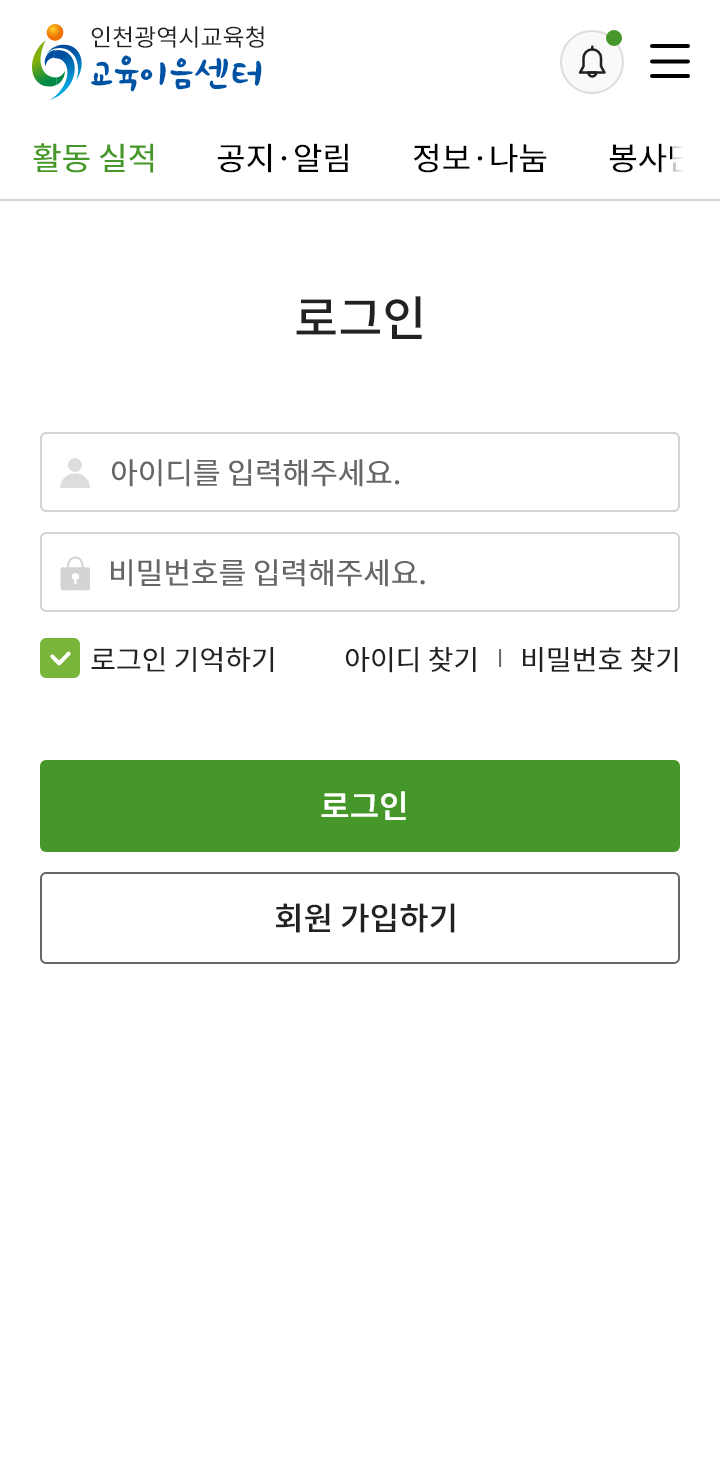 인천광역시교육청
교육이음센터
활동 실적 공지·알림 정보·나눔 봉사
로그인
아이디를 입력해주세요.
비밀번호를 입력해주세요.
로그인 기억하기 아이디 찾기 | 비밀번호 찾기
로그인
회원 가입하기